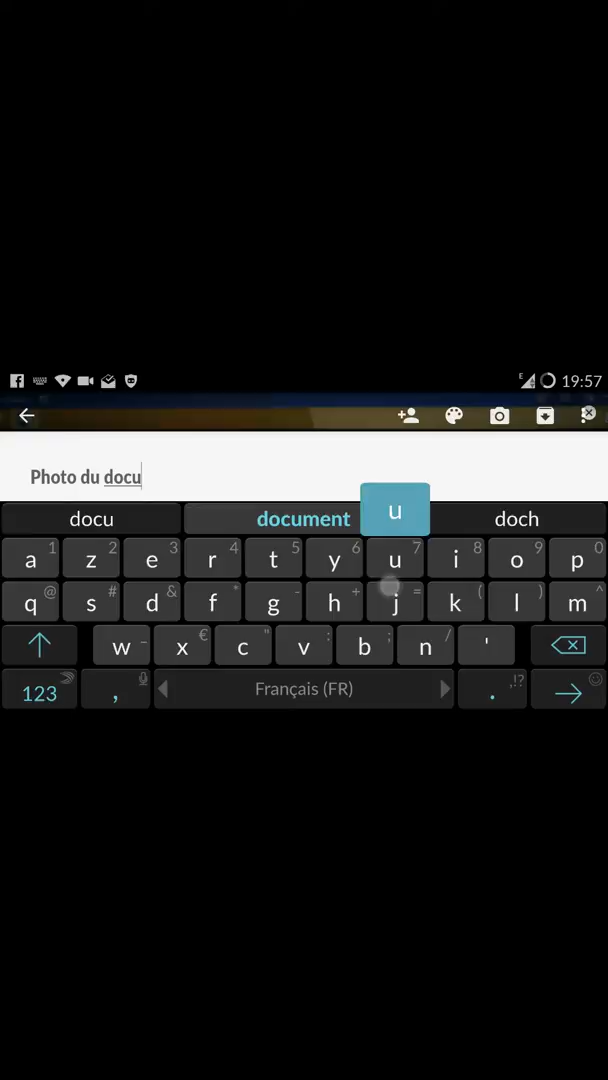 E 19:57
Photo du docu
docu document u doch
a 1 z 2 e 3 r 4 t 5 y 6 u 7 i 8 o 9 p 0
q @ s # d & f * g - h + j = k ( l ) m ^
w _ x € c " v : b ; n / '
123 , Français (FR) . ,!?